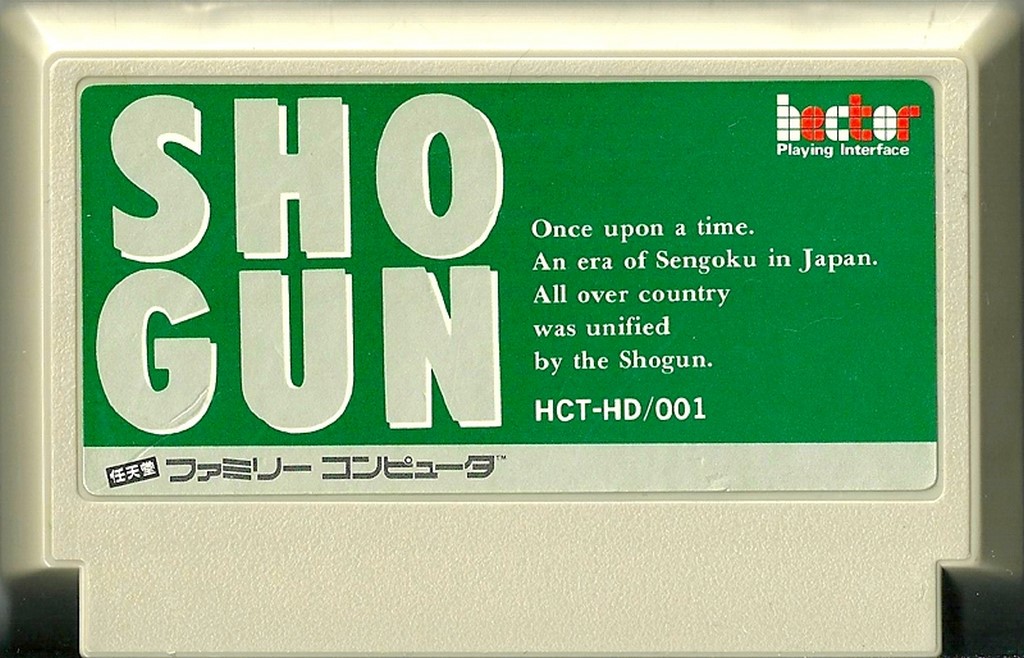 SHO
GUN
hector
Playing Interface
Once upon a time.
An era of Sengoku in Japan.
All over country
was unified
by the Shogun.
HCT-HD/001
任天堂 ファミリー コンピュータ™